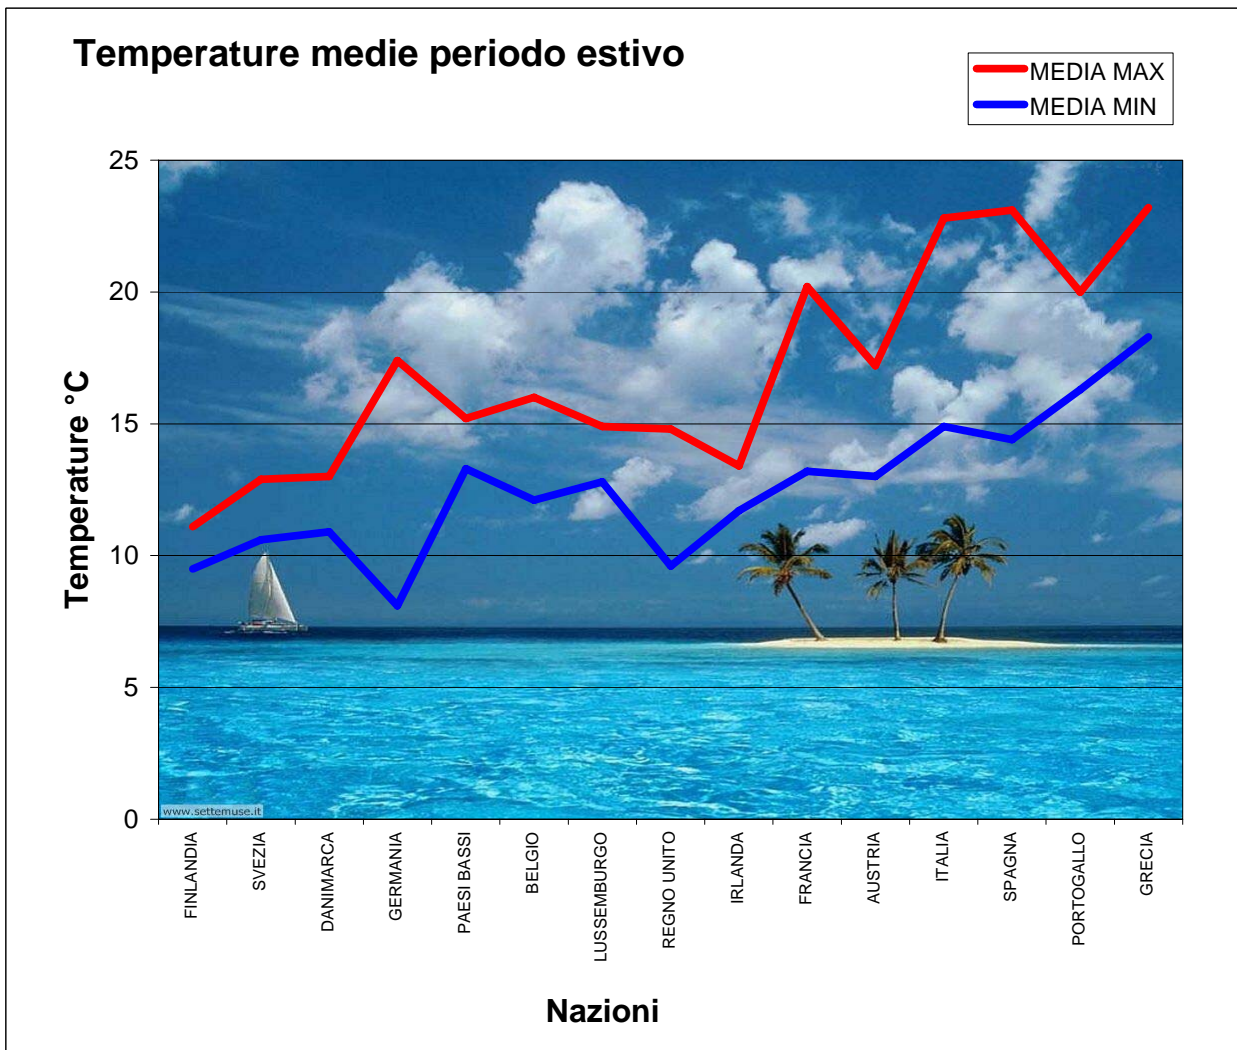 Temperature medie periodo estivo
MEDIA MAX
MEDIA MIN
25
20
15
10
5
0
Temperature °C
www.settemuse.it
FINLANDIA
SVEZIA
DANIMARCA
GERMANIA
PAESI BASSI
BELGIO
LUSSEMBURGO
REGNO UNITO
IRLANDA
FRANCIA
AUSTRIA
ITALIA
SPAGNA
PORTOGALLO
GRECIA
Nazioni